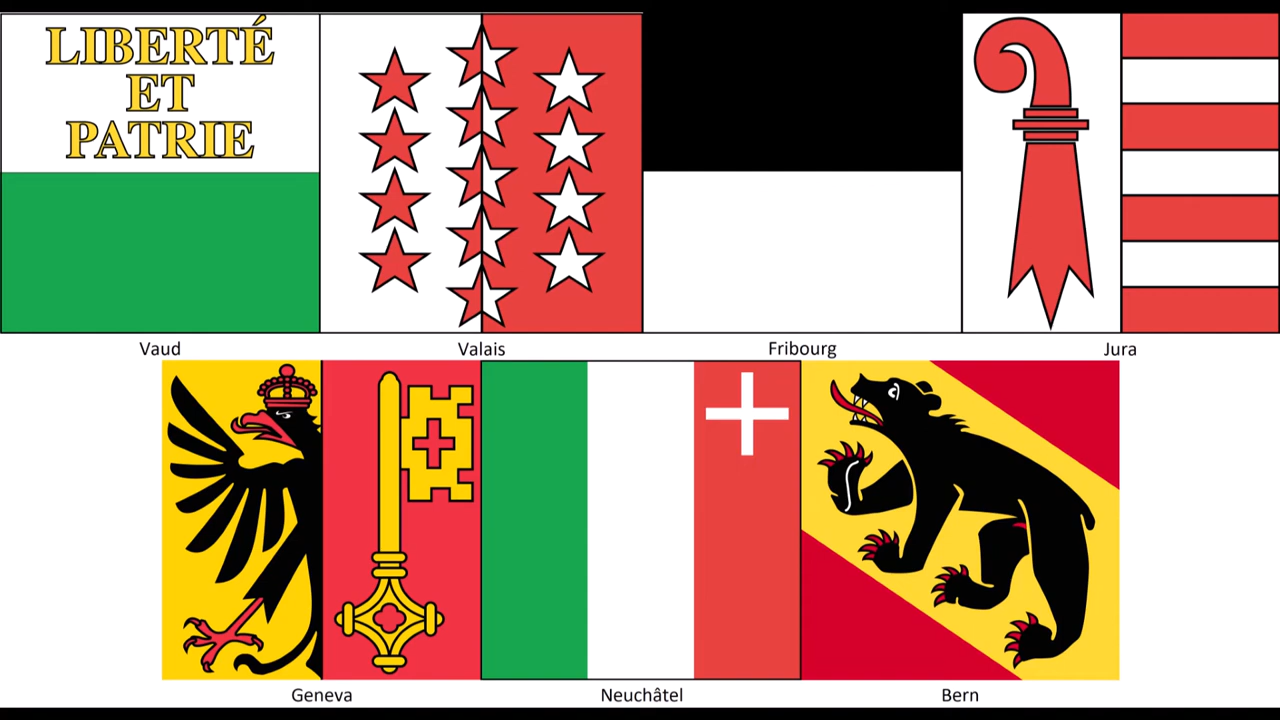 LIBERTÉ
ET
PATRIE
Vaud
Valais
Fribourg
Jura
Geneva
Neuchâtel
Bern